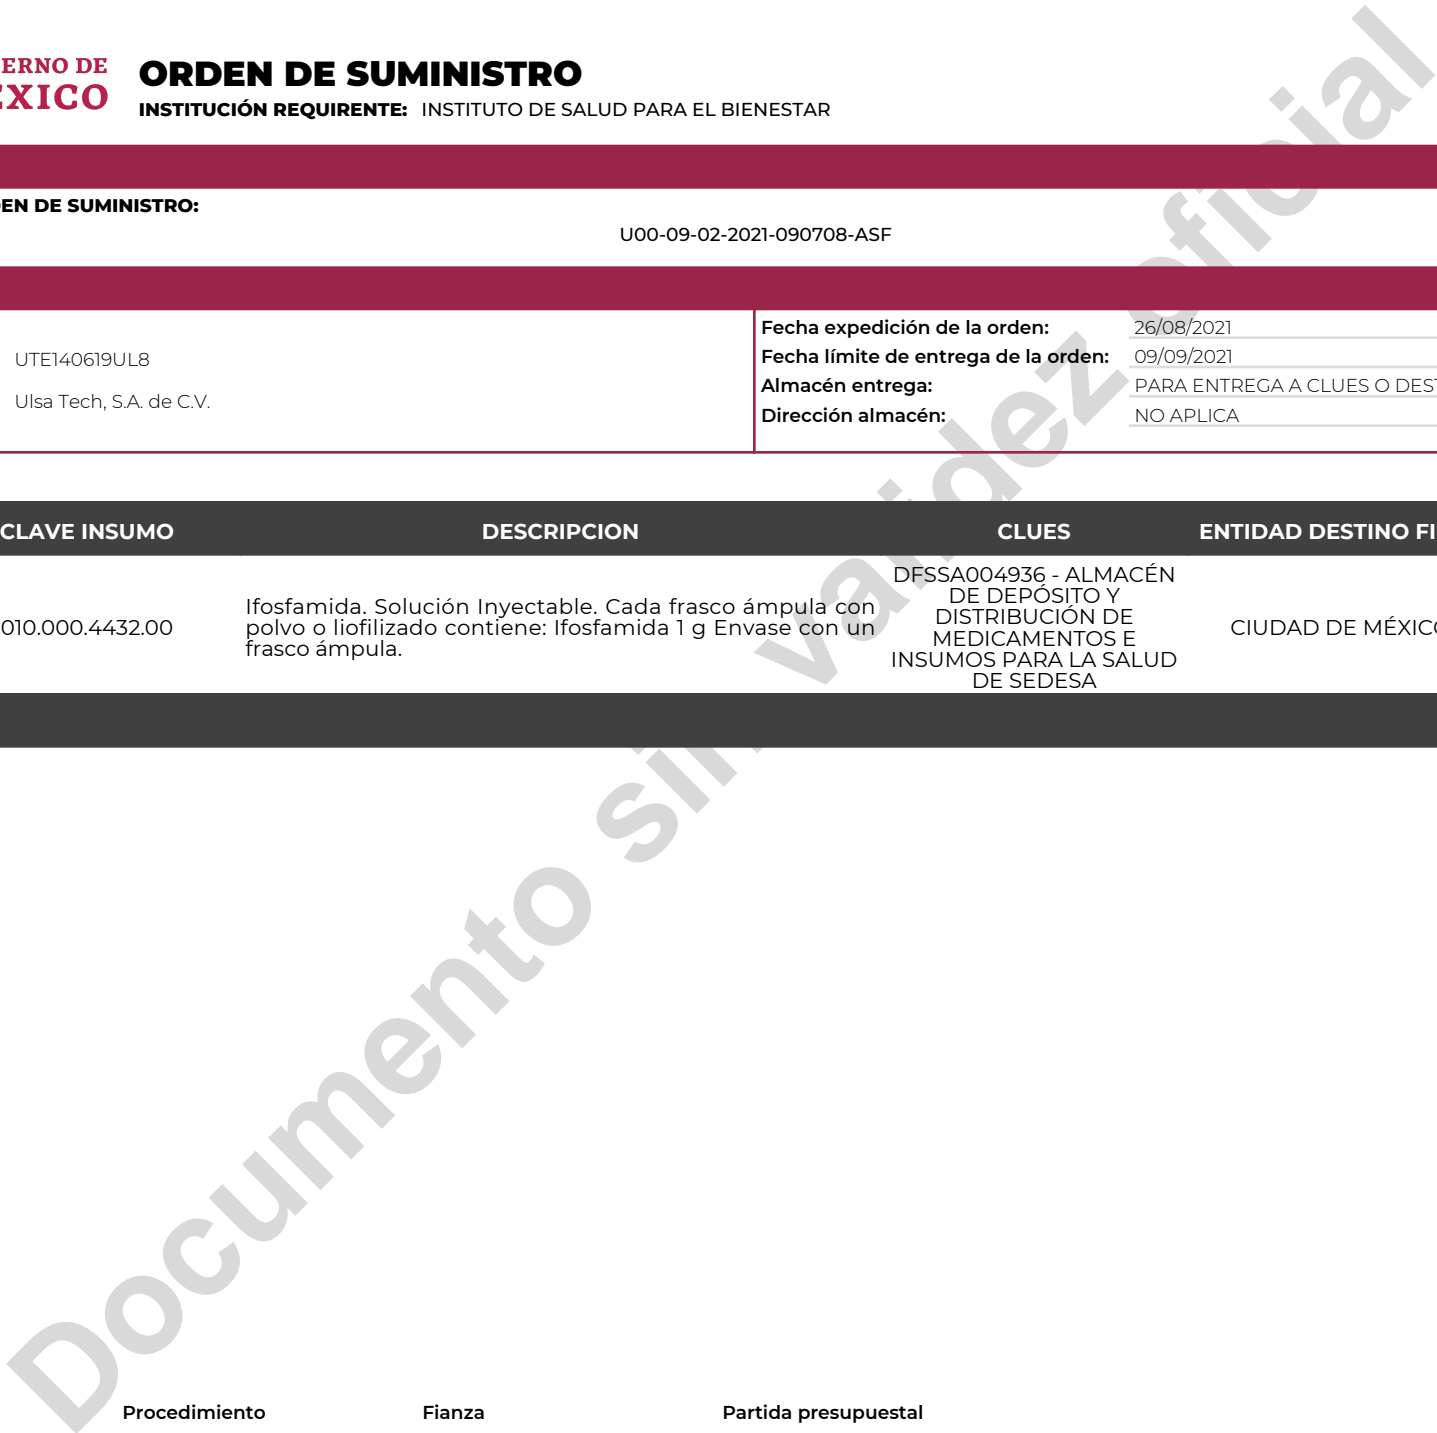 ERNO DE
EXICO
ORDEN DE SUMINISTRO
INSTITUCIÓN REQUIRENTE: INSTITUTO DE SALUD PARA EL BIENESTAR
EN DE SUMINISTRO:
U00-09-02-2021-090708-ASF
UTE140619UL8
Ulsa Tech, S.A. de C.V.
Fecha expedición de la orden: 26/08/2021
Fecha límite de entrega de la orden: 09/09/2021
Almacén entrega: PARA ENTREGA A CLUES O DEST
Dirección almacén: NO APLICA
CLAVE INSUMO DESCRIPCION CLUES ENTIDAD DESTINO FI
010.000.4432.00
Ifosfamida. Solución Inyectable. Cada frasco ámpula con
polvo o liofilizado contiene: Ifosfamida 1 g Envase con un
frasco ámpula.
DFSSA004936 - ALMACÉN
DE DEPÓSITO Y
DISTRIBUCIÓN DE
MEDICAMENTOS E
INSUMOS PARA LA SALUD
DE SEDESA
CIUDAD DE MÉXICO
Documento sin validez oficial
Procedimiento Fianza Partida presupuestal